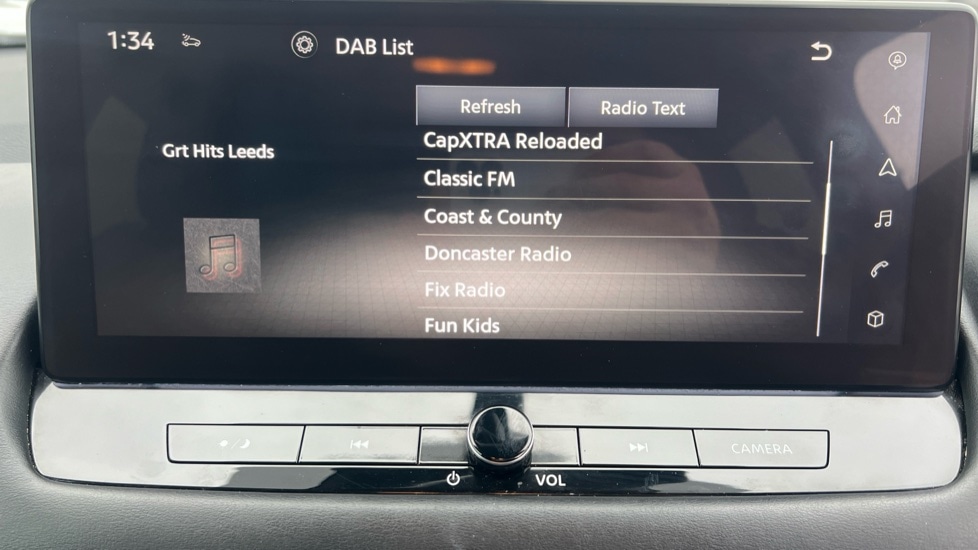 1:34
DAB List
Refresh
Radio Text
Grt Hits Leeds
CapXTRA Reloaded
Classic FM
Coast & County
Doncaster Radio
Fix Radio
Fun Kids
VOL
CAMERA